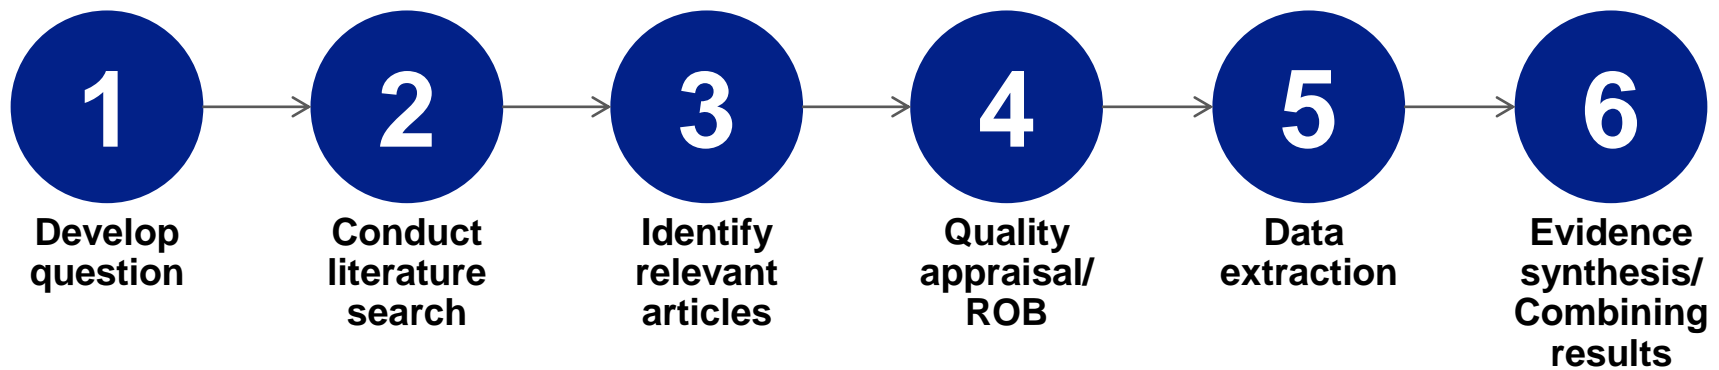 1
Develop
question
2
Conduct
literature
search
3
Identify
relevant
articles
4
Quality
appraisal/
ROB
5
Data
extraction
6
Evidence
synthesis/
Combining
results